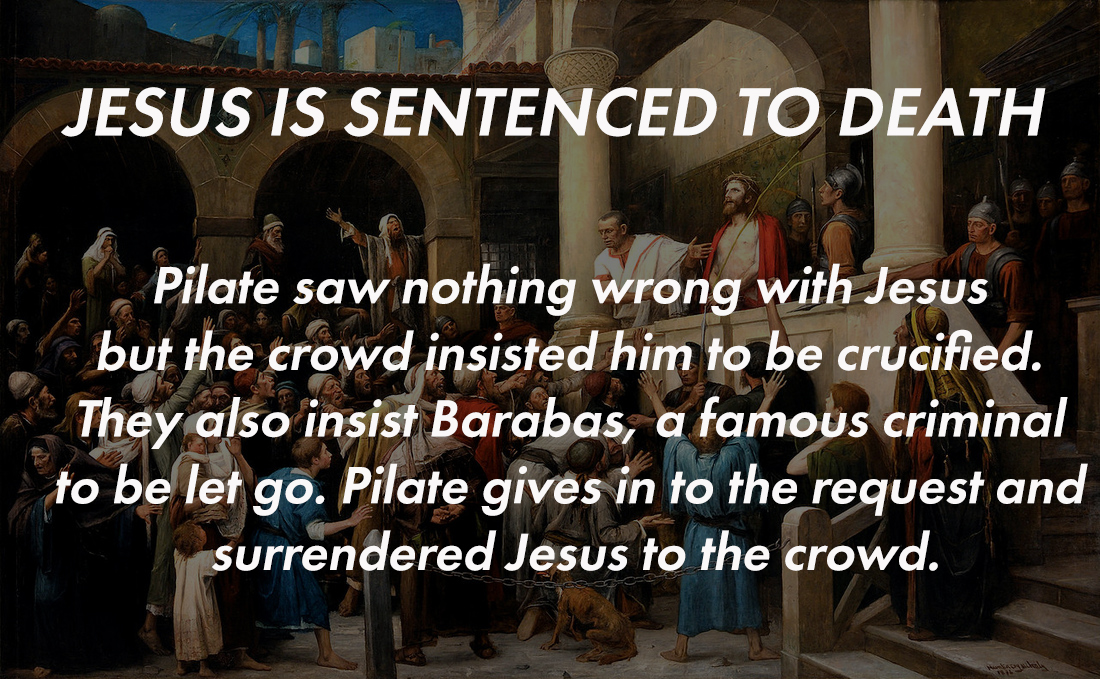 JESUS IS SENTENCED TO DEATH
Pilate saw nothing wrong with Jesus
but the crowd insisted him to be crucified.
They also insist Barabas, a famous criminal
to be let go. Pilate gives in to the request and
surrendered Jesus to the crowd.